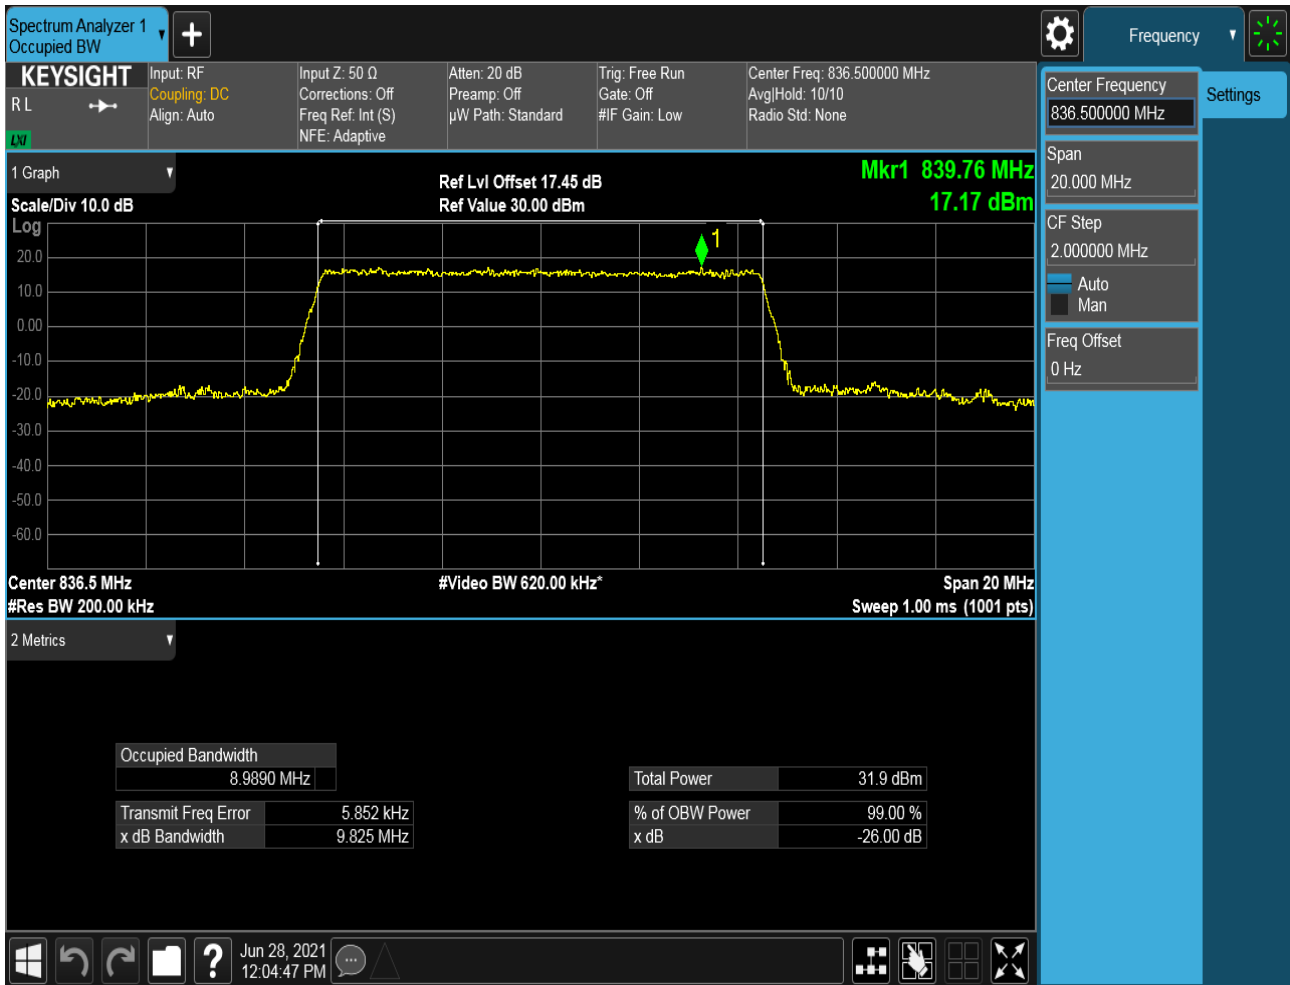 Spectrum Analyzer 1
Occupied BW
+
Frequency
KEYSIGHT
R L
LXI
Input: RF
Coupling: DC
Align: Auto
Input Z: 50 Ω
Corrections: Off
Freq Ref: Int (S)
NFE: Adaptive
Atten: 20 dB
Preamp: Off
µW Path: Standard
Trig: Free Run
Gate: Off
#IF Gain: Low
Center Freq: 836.500000 MHz
Avg|Hold: 10/10
Radio Std: None
Center Frequency
836.500000 MHz
Settings
Span
20.000 MHz
CF Step
2.000000 MHz
Auto
Man
Freq Offset
0 Hz
1 Graph
Scale/Div 10.0 dB
Ref Lvl Offset 17.45 dB
Ref Value 30.00 dBm
Mkr1 839.76 MHz
17.17 dBm
Log
1
20.0
10.0
0.00
-10.0
-20.0
-30.0
-40.0
-50.0
-60.0
Center 836.5 MHz
#Video BW 620.00 kHz*
Span 20 MHz
#Res BW 200.00 kHz
Sweep 1.00 ms (1001 pts)
2 Metrics
Occupied Bandwidth
8.9890 MHz
Total Power 31.9 dBm
Transmit Freq Error 5.852 kHz
% of OBW Power 99.00 %
x dB Bandwidth 9.825 MHz
x dB -26.00 dB
?
Jun 28, 2021
12:04:47 PM